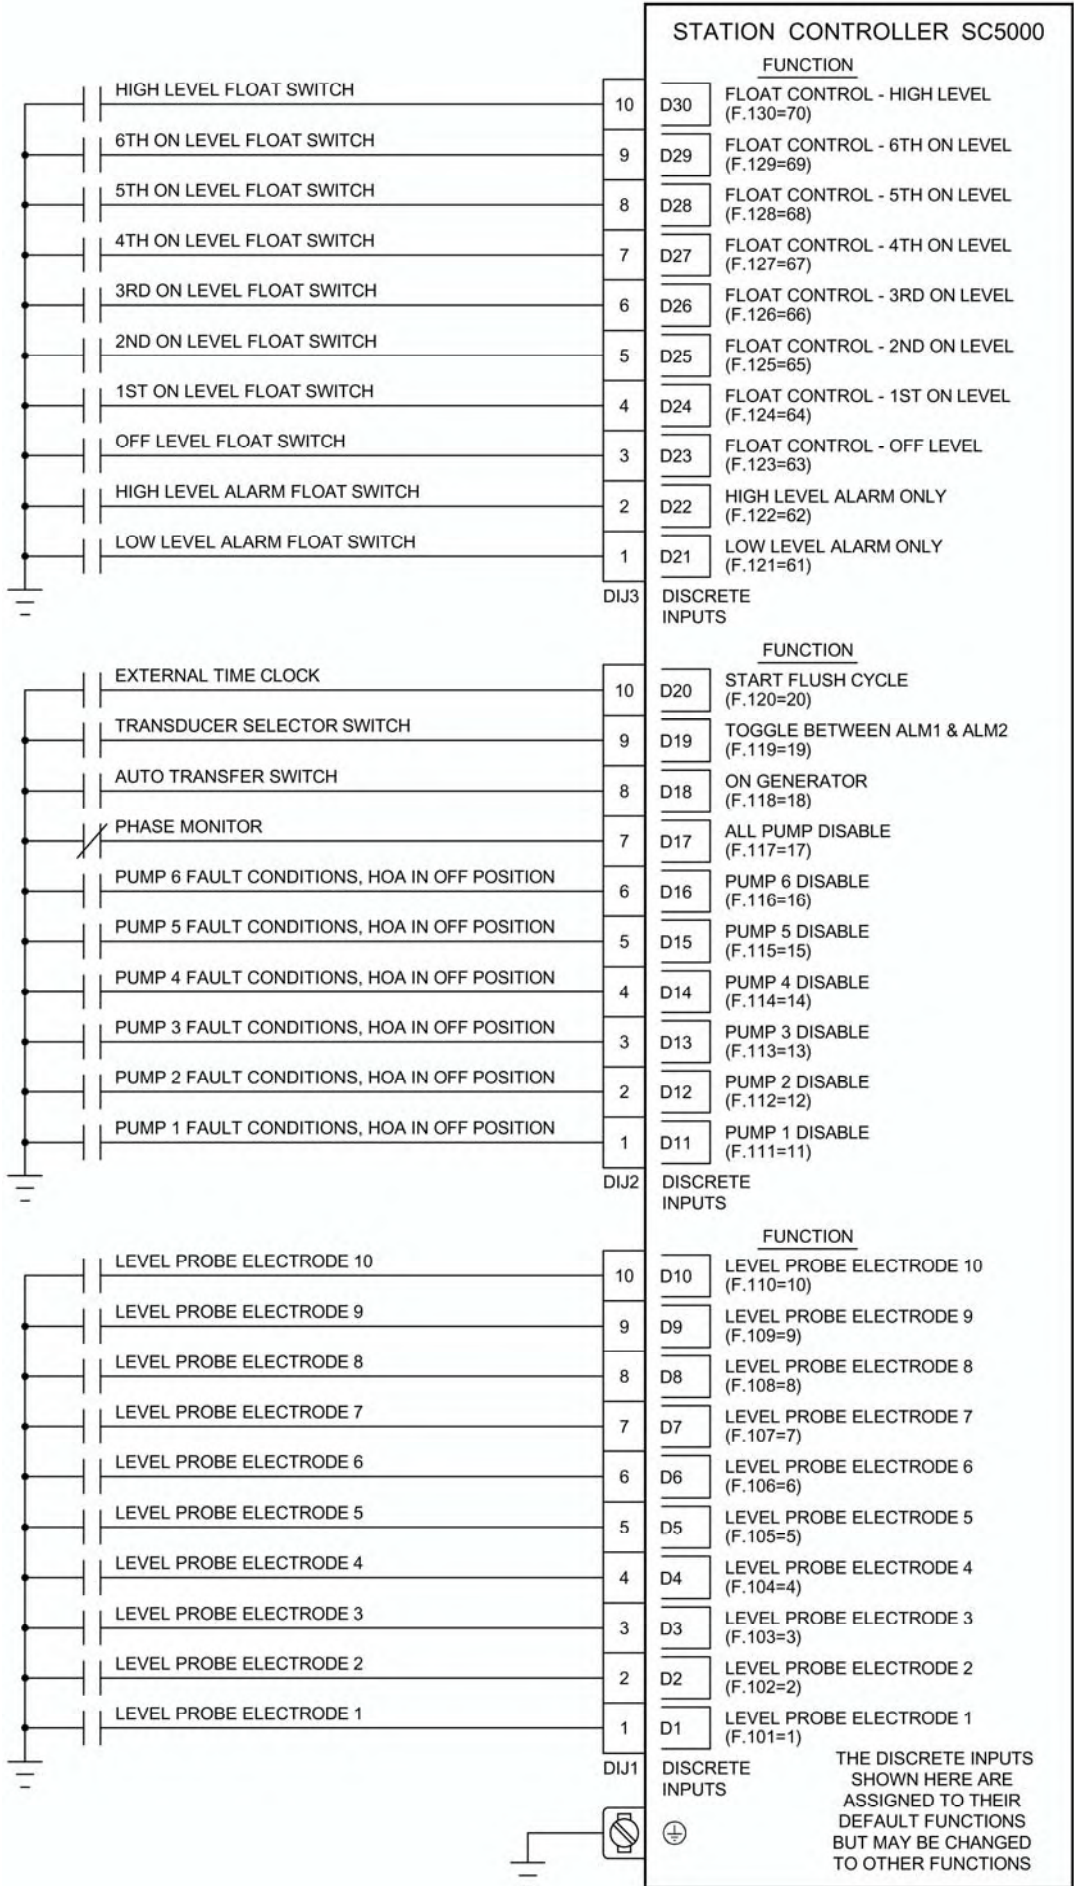 STATION CONTROLLER SC5000
FUNCTION
HIGH LEVEL FLOAT SWITCH
10 D30 FLOAT CONTROL - HIGH LEVEL
(F.130=70)
6TH ON LEVEL FLOAT SWITCH
9 D29 FLOAT CONTROL - 6TH ON LEVEL
(F.129=69)
5TH ON LEVEL FLOAT SWITCH
8 D28 FLOAT CONTROL - 5TH ON LEVEL
(F.128=68)
4TH ON LEVEL FLOAT SWITCH
7 D27 FLOAT CONTROL - 4TH ON LEVEL
(F.127=67)
3RD ON LEVEL FLOAT SWITCH
6 D26 FLOAT CONTROL - 3RD ON LEVEL
(F.126=66)
2ND ON LEVEL FLOAT SWITCH
5 D25 FLOAT CONTROL - 2ND ON LEVEL
(F.125=65)
1ST ON LEVEL FLOAT SWITCH
4 D24 FLOAT CONTROL - 1ST ON LEVEL
(F.124=64)
OFF LEVEL FLOAT SWITCH
3 D23 FLOAT CONTROL - OFF LEVEL
(F.123=63)
HIGH LEVEL ALARM FLOAT SWITCH
2 D22 HIGH LEVEL ALARM ONLY
(F.122=62)
LOW LEVEL ALARM FLOAT SWITCH
1 D21 LOW LEVEL ALARM ONLY
(F.121=61)
DIJ3 DISCRETE
INPUTS
FUNCTION
EXTERNAL TIME CLOCK
10 D20 START FLUSH CYCLE
(F.120=20)
TRANSDUCER SELECTOR SWITCH
9 D19 TOGGLE BETWEEN ALM1 & ALM2
(F.119=19)
AUTO TRANSFER SWITCH
8 D18 ON GENERATOR
(F.118=18)
PHASE MONITOR
7 D17 ALL PUMP DISABLE
(F.117=17)
PUMP 6 FAULT CONDITIONS, HOA IN OFF POSITION
6 D16 PUMP 6 DISABLE
(F.116=16)
PUMP 5 FAULT CONDITIONS, HOA IN OFF POSITION
5 D15 PUMP 5 DISABLE
(F.115=15)
PUMP 4 FAULT CONDITIONS, HOA IN OFF POSITION
4 D14 PUMP 4 DISABLE
(F.114=14)
PUMP 3 FAULT CONDITIONS, HOA IN OFF POSITION
3 D13 PUMP 3 DISABLE
(F.113=13)
PUMP 2 FAULT CONDITIONS, HOA IN OFF POSITION
2 D12 PUMP 2 DISABLE
(F.112=12)
PUMP 1 FAULT CONDITIONS, HOA IN OFF POSITION
1 D11 PUMP 1 DISABLE
(F.111=11)
DIJ2 DISCRETE
INPUTS
FUNCTION
LEVEL PROBE ELECTRODE 10
10 D10 LEVEL PROBE ELECTRODE 10
(F.110=10)
LEVEL PROBE ELECTRODE 9
9 D9 LEVEL PROBE ELECTRODE 9
(F.109=9)
LEVEL PROBE ELECTRODE 8
8 D8 LEVEL PROBE ELECTRODE 8
(F.108=8)
LEVEL PROBE ELECTRODE 7
7 D7 LEVEL PROBE ELECTRODE 7
(F.107=7)
LEVEL PROBE ELECTRODE 6
6 D6 LEVEL PROBE ELECTRODE 6
(F.106=6)
LEVEL PROBE ELECTRODE 5
5 D5 LEVEL PROBE ELECTRODE 5
(F.105=5)
LEVEL PROBE ELECTRODE 4
4 D4 LEVEL PROBE ELECTRODE 4
(F.104=4)
LEVEL PROBE ELECTRODE 3
3 D3 LEVEL PROBE ELECTRODE 3
(F.103=3)
LEVEL PROBE ELECTRODE 2
2 D2 LEVEL PROBE ELECTRODE 2
(F.102=2)
LEVEL PROBE ELECTRODE 1
1 D1 LEVEL PROBE ELECTRODE 1
(F.101=1)
DIJ1 DISCRETE
INPUTS
THE DISCRETE INPUTS
SHOWN HERE ARE
ASSIGNED TO THEIR
DEFAULT FUNCTIONS
BUT MAY BE CHANGED
TO OTHER FUNCTIONS